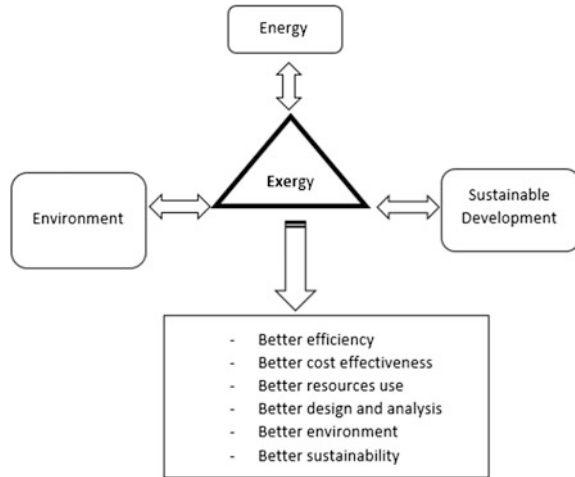 Energy
Exergy
Environment
Sustainable
Development
- Better efficiency
- Better cost effectiveness
- Better resources use
- Better design and analysis
- Better environment
- Better sustainability